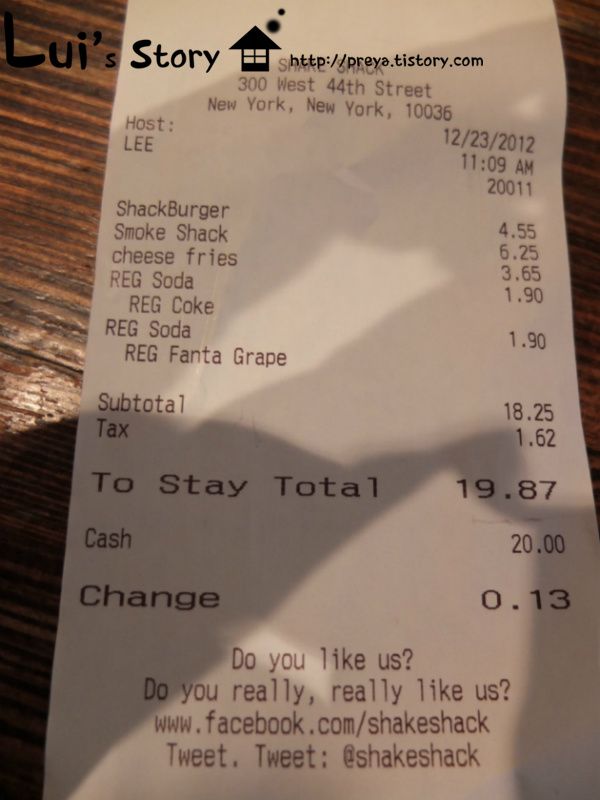 Lui's Story http://preya.tistory.com
SHAKE SHACK
300 West 44th Street
New York, New York, 10036
Host: 12/23/2012
LEE 11:09 AM
20011
ShackBurger 4.55
Smoke Shack 6.25
cheese fries 3.65
REG Soda 1.90
REG Coke
REG Soda 1.90
REG Fanta Grape
Subtotal 18.25
Tax 1.62
To Stay Total 19.87
Cash 20.00
Change 0.13
Do you like us?
Do you really, really like us?
www.facebook.com/shakeshack
Tweet. Tweet: @shakeshack